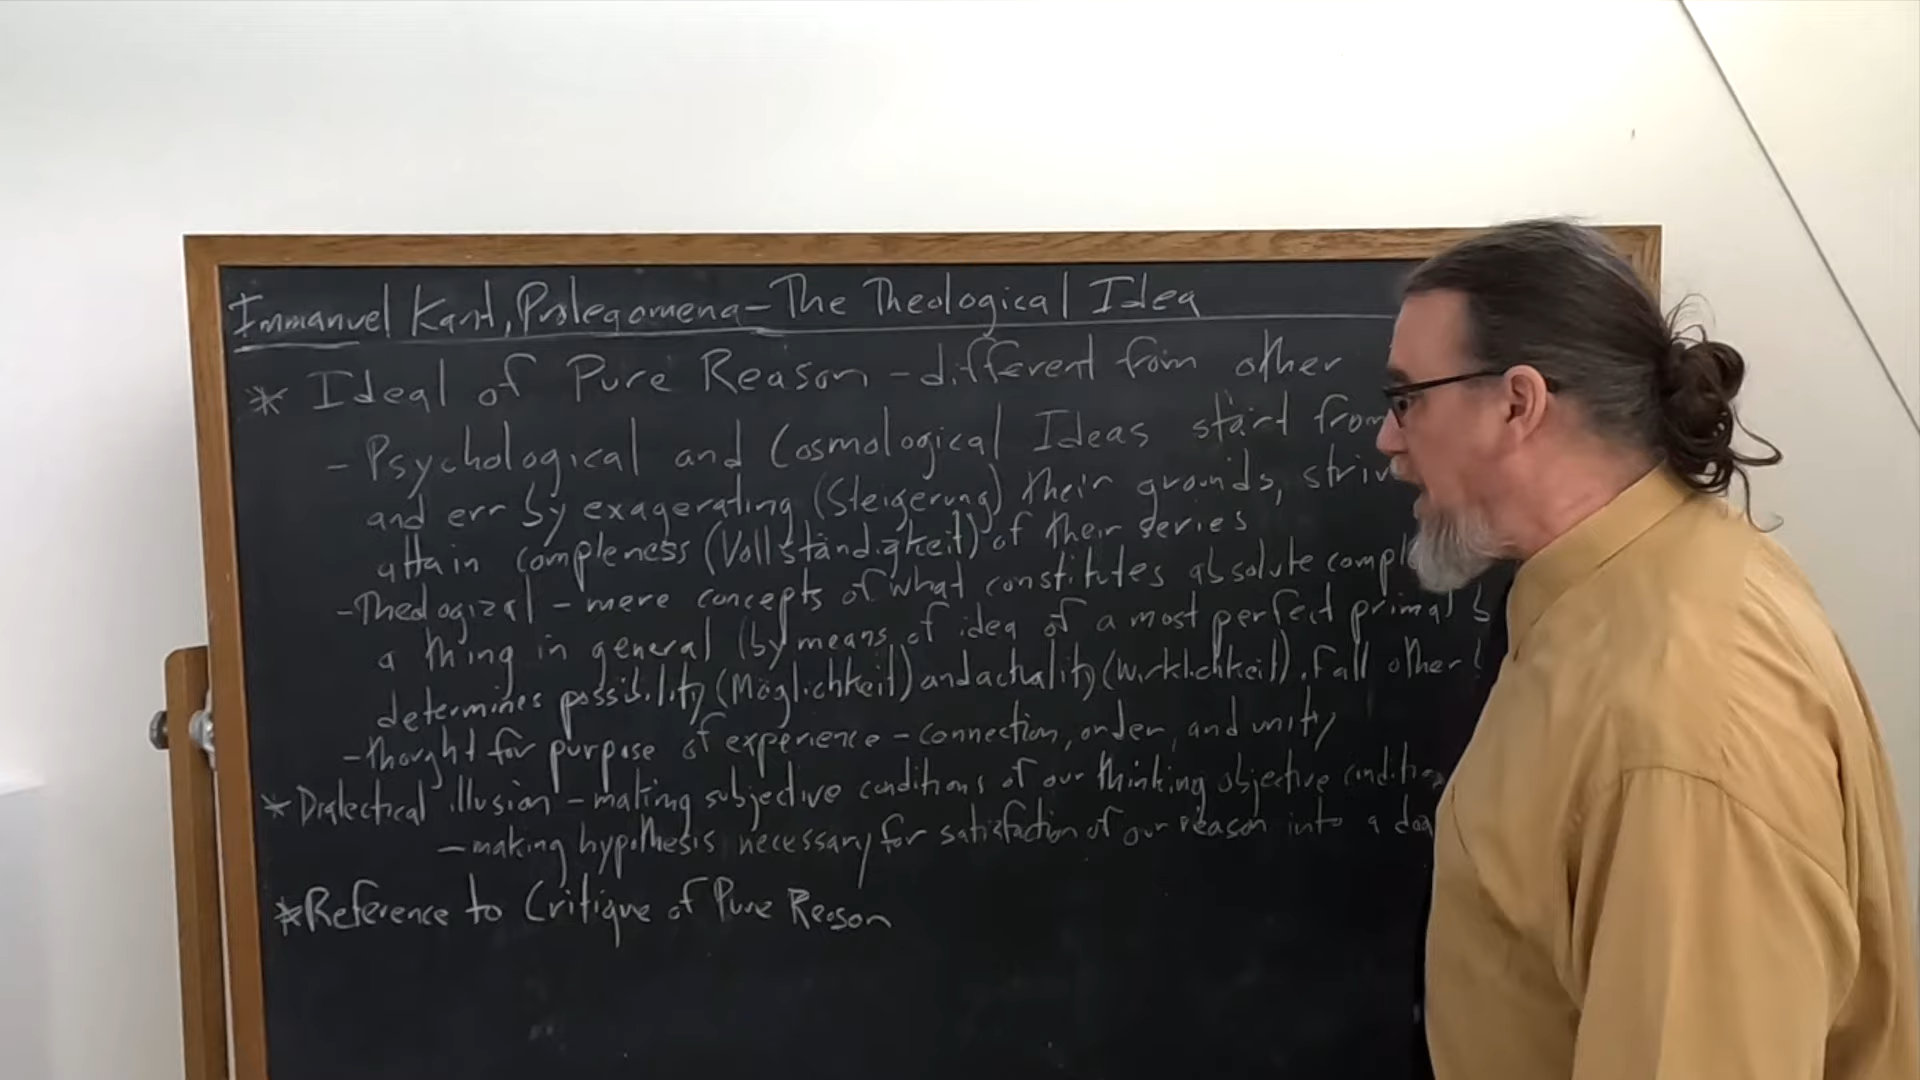 Immanuel Kant, Prolegomena - The Theological Idea
* Ideal of Pure Reason - different from other
- Psychological and Cosmological Ideas start from
and err by exagerating (Steigerung) their grounds, striv
attain compleness (Vollständigkeit) of their series
- Theological - mere concepts of what constitutes absolute compl
a thing in general (by means of idea of a most perfect primal b
determines possibility (Möglichkeit) and actuality (Wirklichkeit) of all other
- thought for purpose of experience - connection, order, and unity
* Dialectical illusion - making subjective conditions of our thinking objective condition
- making hypothesis necessary for satisfaction of our reason into a dog
* Reference to Critique of Pure Reason